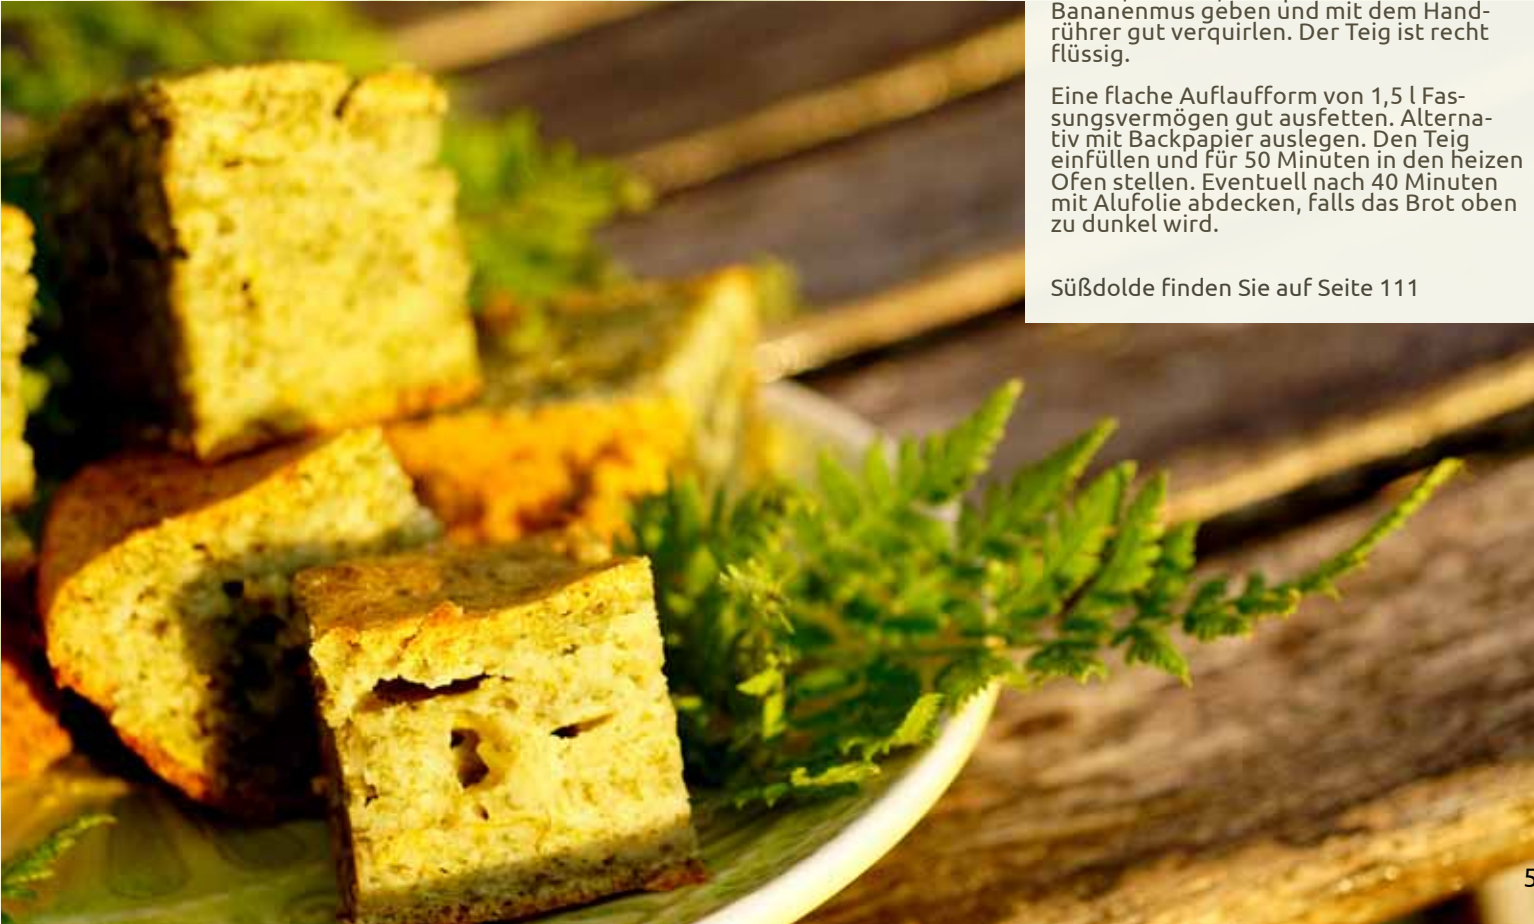 Bananenmus geben und mit dem Hand-
rührer gut verquirlen. Der Teig ist recht
flüssig.
Eine flache Auflaufform von 1,5 l Fas-
sungsvermögen gut ausfetten. Alterna-
tiv mit Backpapier auslegen. Den Teig
einfüllen und für 50 Minuten in den heizen
Ofen stellen. Eventuell nach 40 Minuten
mit Alufolie abdecken, falls das Brot oben
zu dunkel wird.
Süßdolde finden Sie auf Seite 111
5